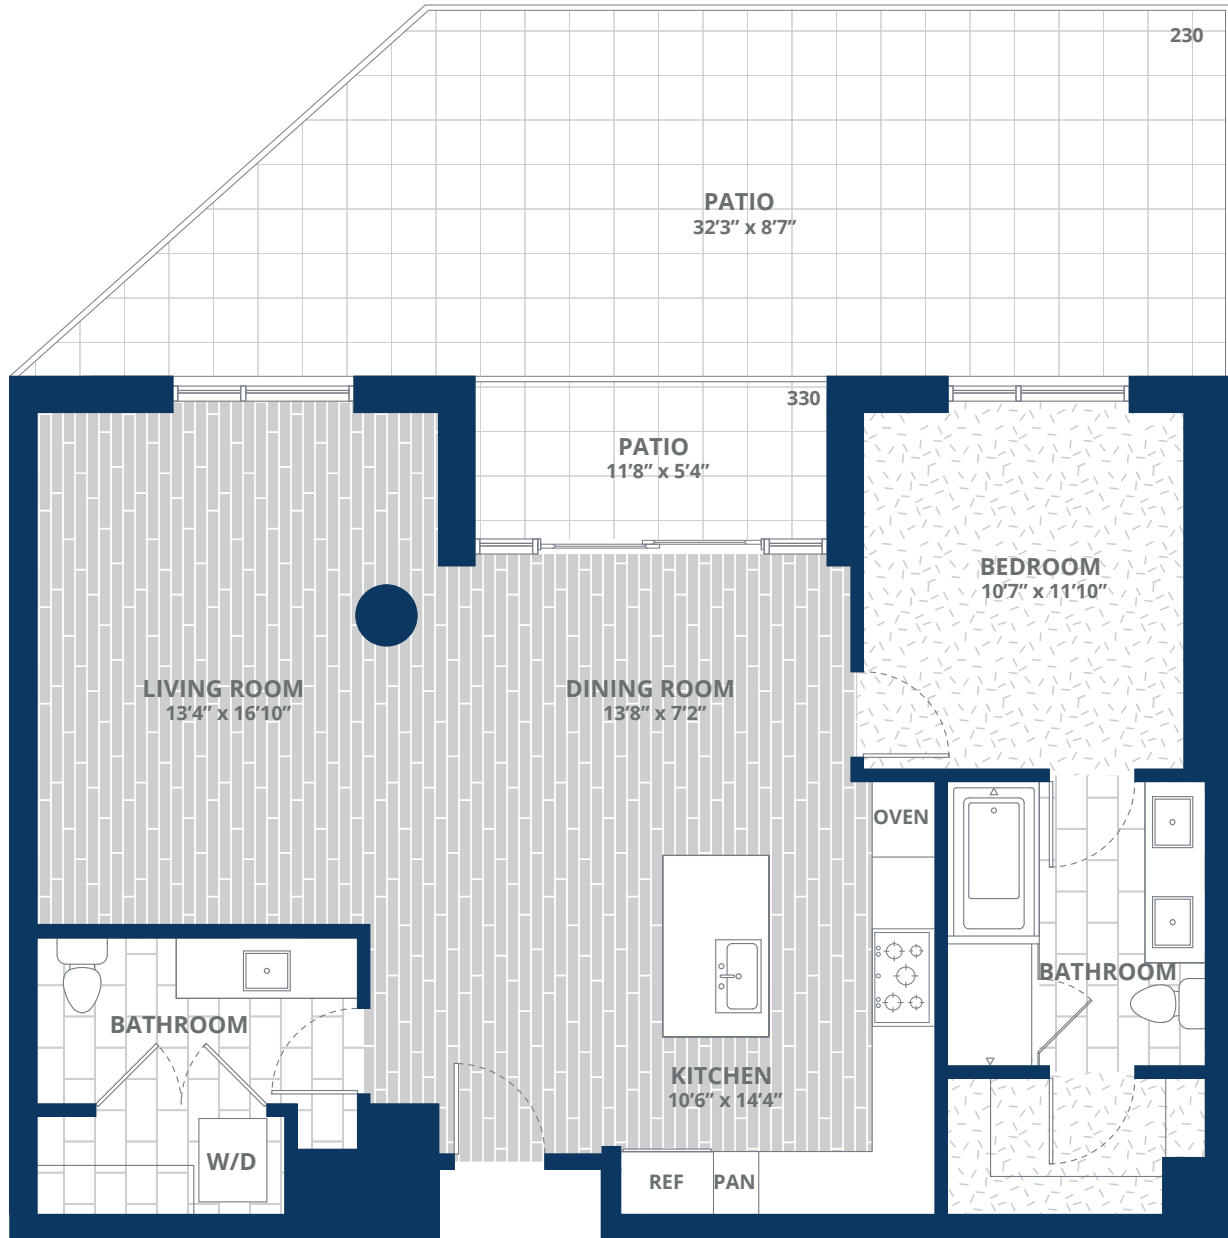 230
PATIO
32’3” x 8’7”
330
PATIO
11’8” x 5’4”
BEDROOM
10’7” x 11’10”
LIVING ROOM
13’4” x 16’10”
DINING ROOM
13’8” x 7’2”
OVEN
BATHROOM
BATHROOM
KITCHEN
10’6” x 14’4”
W/D
REF
PAN